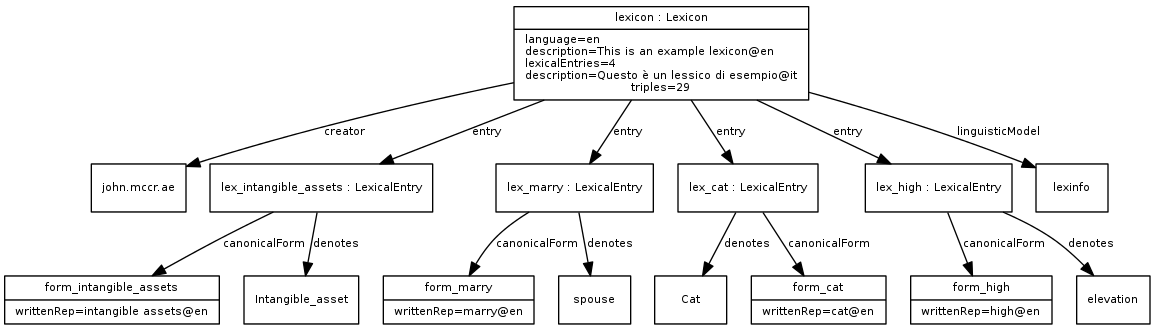 lexicon : Lexicon
language=en
description=This is an example lexicon@en
lexicalEntries=4
description=Questo è un lessico di esempio@it
triples=29
creator
entry
entry
entry
entry
linguisticModel
john.mccr.ae
lex_intangible_assets : LexicalEntry
lex_marry : LexicalEntry
lex_cat : LexicalEntry
lex_high : LexicalEntry
lexinfo
canonicalForm
denotes
canonicalForm
denotes
denotes
canonicalForm
canonicalForm
denotes
form_intangible_assets
writtenRep=intangible assets@en
Intangible_asset
form_marry
writtenRep=marry@en
spouse
Cat
form_cat
writtenRep=cat@en
form_high
writtenRep=high@en
elevation